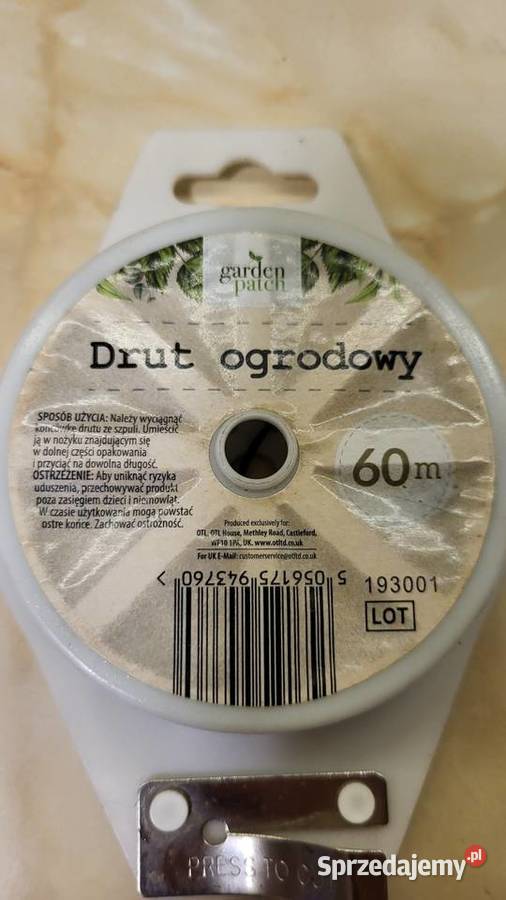 garden
patch
Drut ogrodowy
SPOSÓB UŻYCIA: Należy wyciągnąć
końcówkę drutu ze szpuli. Umieścić
ją w nożyku znajdującym się
w dolnej części opakowania
i przyciąć na dowolna długość.
OSTRZEŻENIE: Aby uniknąć ryzyka
uduszenia, przechowywać produkt
poza zasięgiem dzieci i niemowląt.
W czasie użytkowania mogą powstać
ostre końce. Zachować ostrożność.
60m
Produced exclusively for:
OTL, OTL House, Methley Road, Castleford,
WF10 1PA, UK. www.otltd.co.uk
For UK E-Mail: customerservice@otltd.co.uk
5 056175 943760 >
193001
LOT
PRESS TO
Sprzedajemy.pl